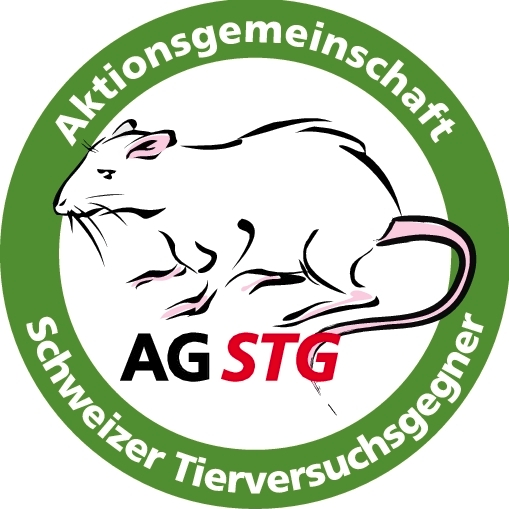 Aktionsgemeinschaft
AG STG
Schweizer Tierversuchsgegner